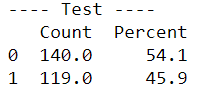 ---- Test ----
Count Percent
0 140.0 54.1
1 119.0 45.9